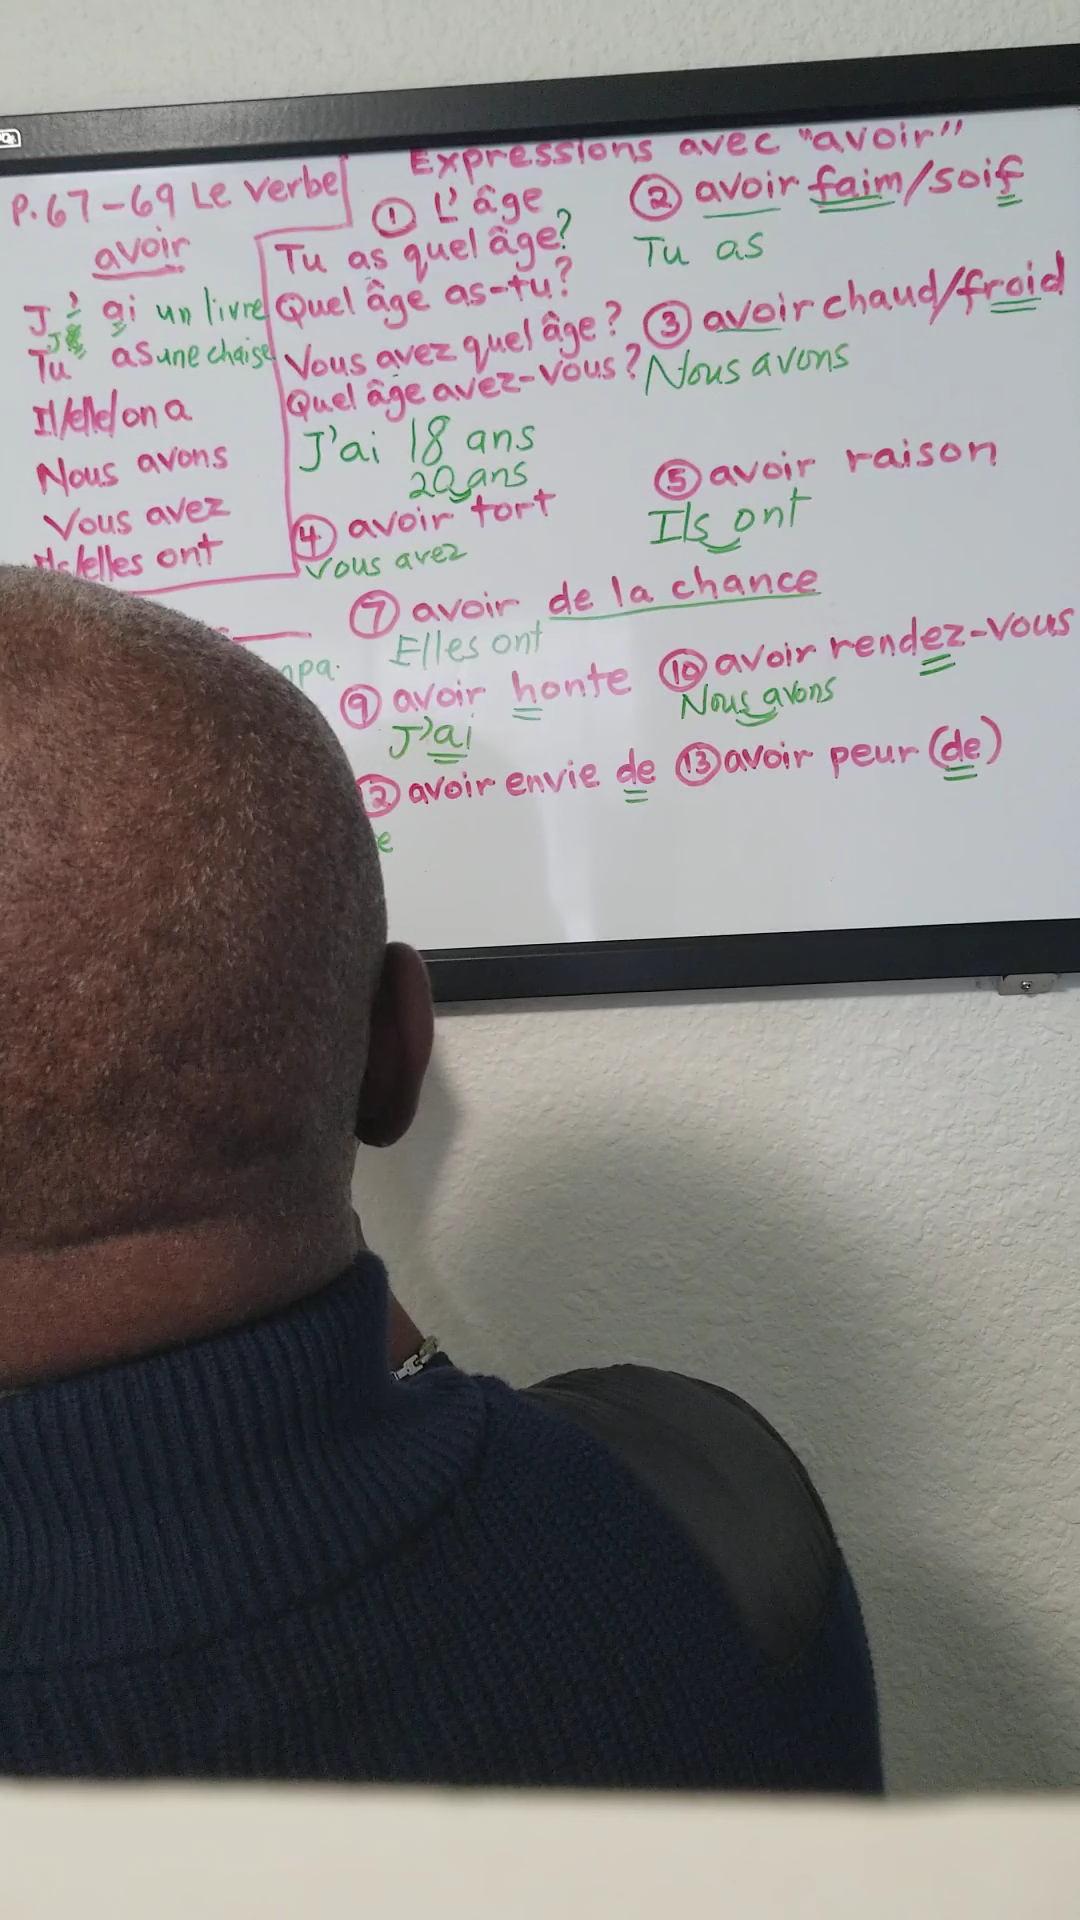 P.67-69 Le verbe
avoir
J'ai un livre
Tu as une chaise
Il/elle/on a
Nous avons
Vous avez
Ils/elles ont
Expressions avec "avoir"
① L'âge
Tu as quel âge?
Quel âge as-tu?
Vous avez quel âge?
Quel âge avez-vous?
J'ai 18 ans
20 ans
② avoir faim/soif
Tu as
③ avoir chaud/froid
Nous avons
④ avoir tort
Vous avez
⑤ avoir raison
Ils ont
⑦ avoir de la chance
Elles ont
⑨ avoir honte
J'ai
⑩ avoir rendez-vous
Nous avons
avoir envie de
⑬ avoir peur (de)